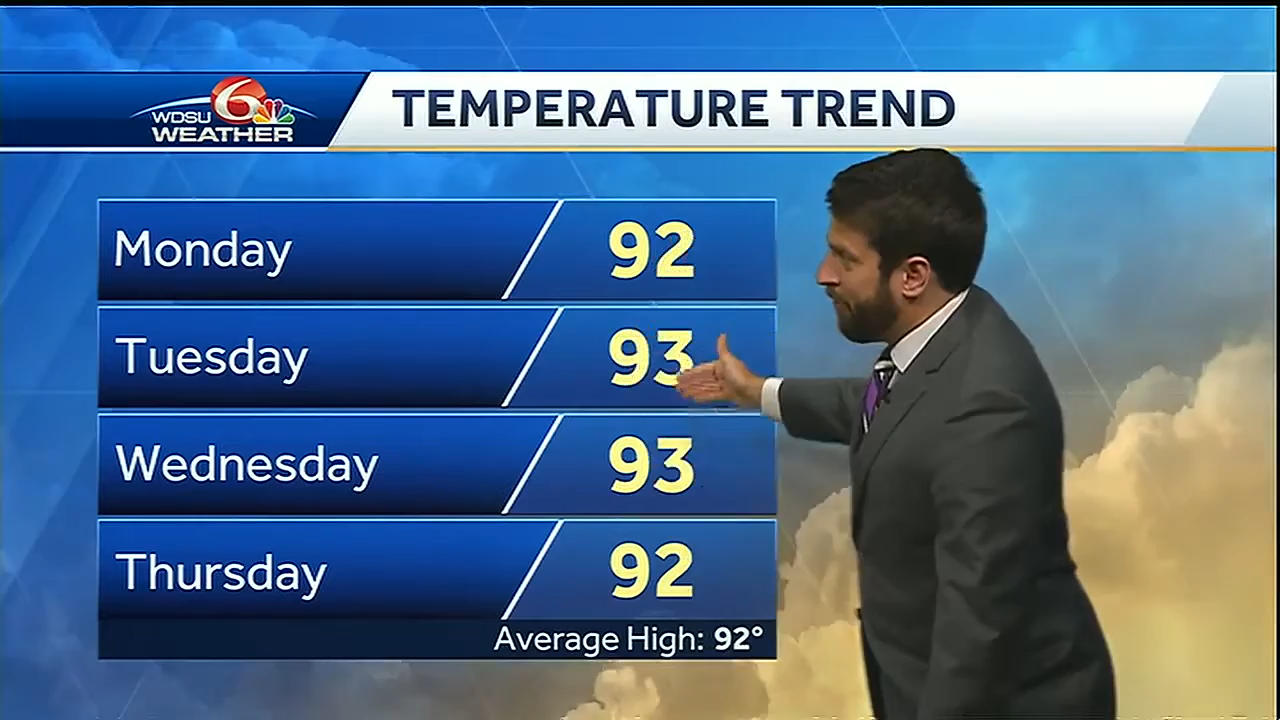 6
WDSU
WEATHER
TEMPERATURE TREND
Monday 92
Tuesday 93
Wednesday 93
Thursday 92
Average High: 92°